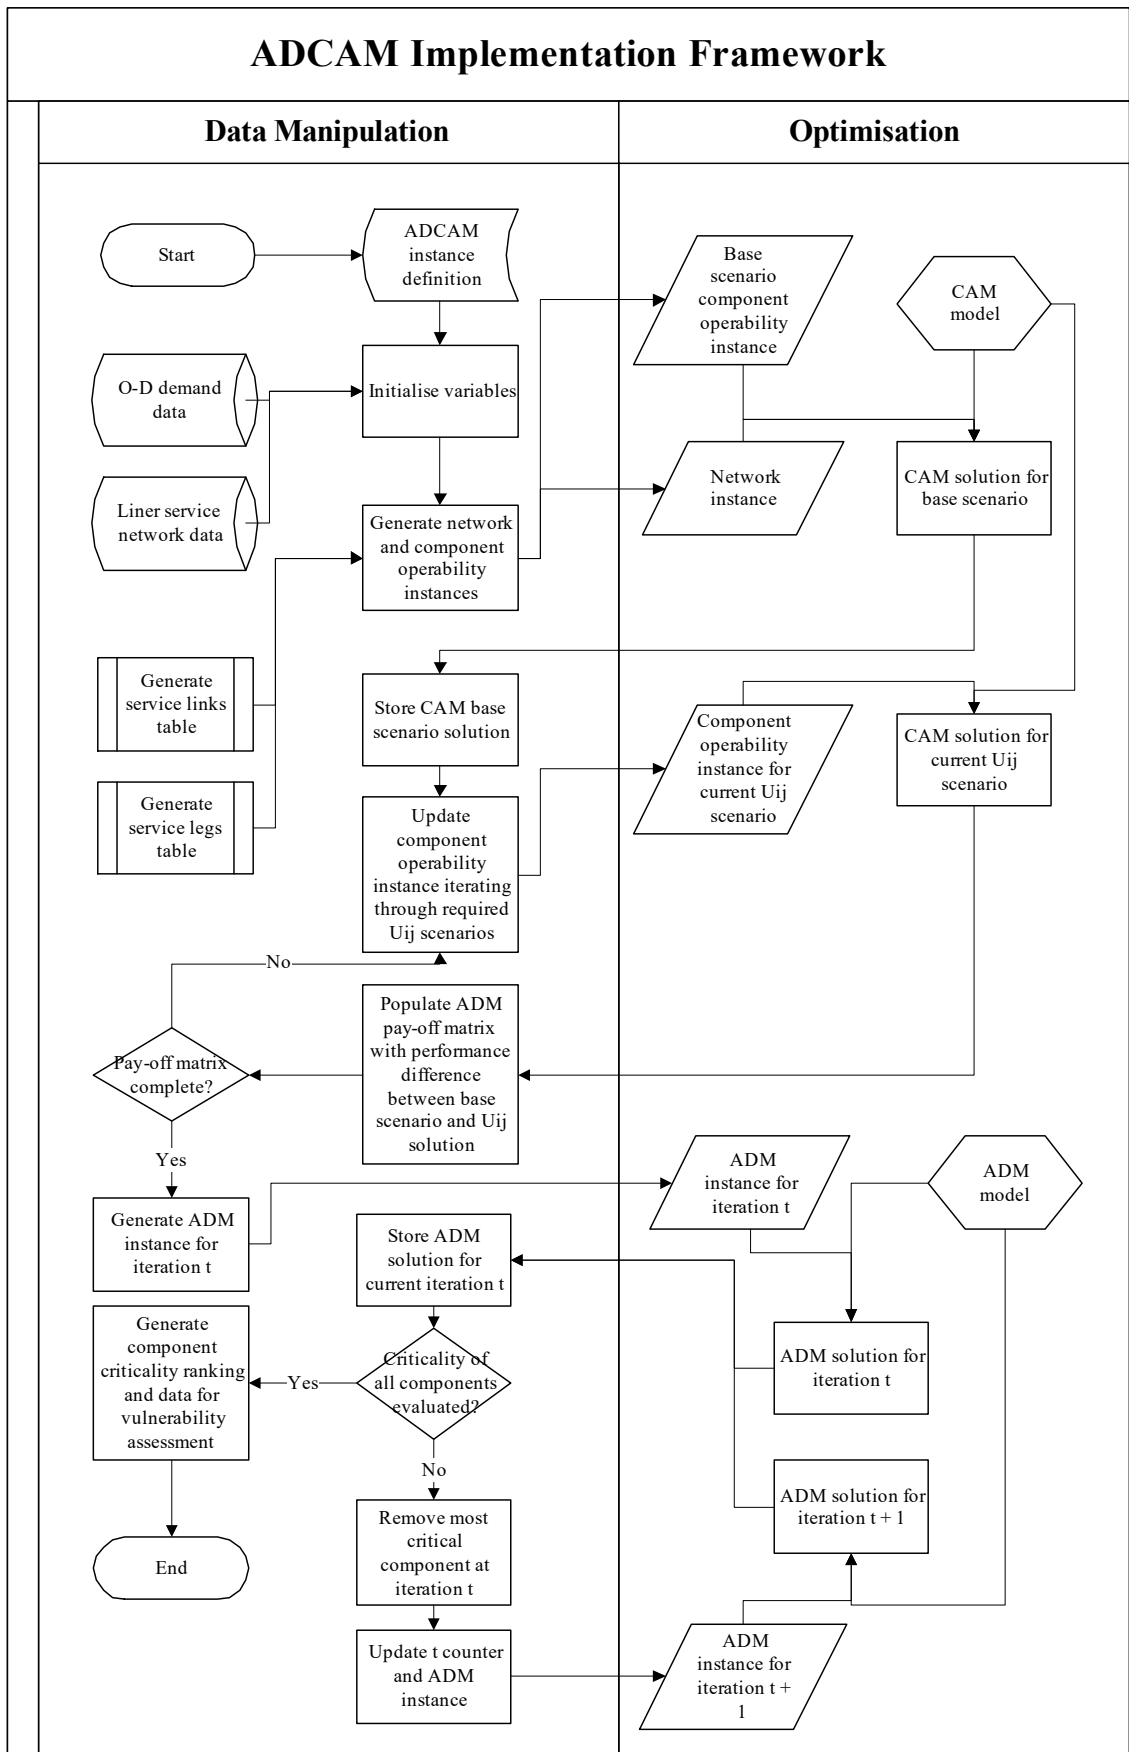 ADCAM Implementation Framework
Data Manipulation
Optimisation
Start
ADCAM
instance
definition
Base
scenario
component
operability
instance
CAM
model
O-D demand
data
Initialise variables
Liner service
network data
Generate network
and component
operability
instances
Network
instance
CAM solution for
base scenario
Generate
service links
table
Store CAM base
scenario solution
Component
operability
instance for
current Uij
scenario
CAM solution for
current Uij
scenario
Generate
service legs
table
Update
component
operability
instance iterating
through required
Uij scenarios
No
Populate ADM
pay-off matrix
with performance
difference
between base
scenario and Uij
solution
Pay-off matrix
complete?
Yes
Generate ADM
instance for
iteration t
ADM
instance for
iteration t
ADM
model
Store ADM
solution for
current iteration t
Generate
component
criticality ranking
and data for
vulnerability
assessment
Yes
Criticality of
all components
evaluated?
ADM solution for
iteration t
No
ADM solution for
iteration t + 1
Remove most
critical
component at
iteration t
End
Update t counter
and ADM
instance
ADM
instance for
iteration t +
1